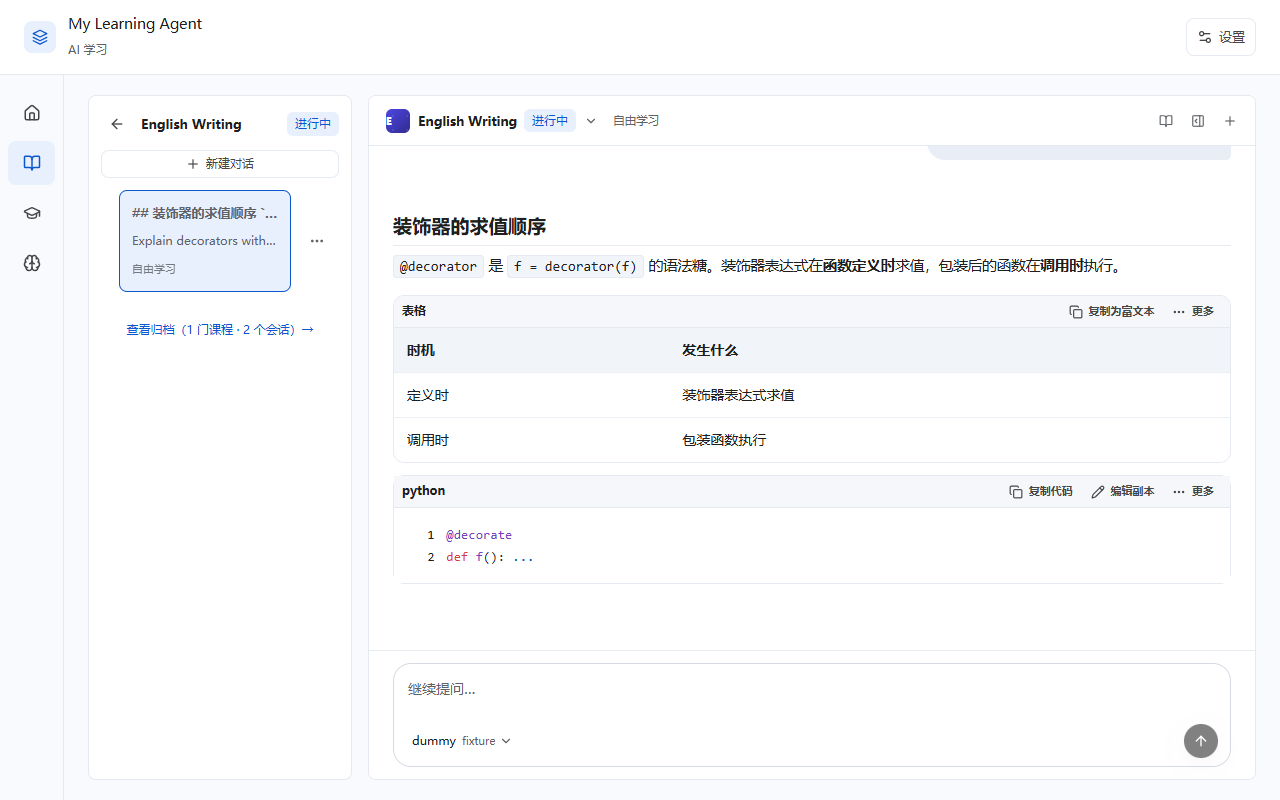 My Learning Agent
AI 学习
设置
English Writing
进行中
新建对话
## 装饰器的求值顺序 `...
Explain decorators with...
自由学习
查看归档（1 门课程 · 2 个会话）→
E
English Writing
进行中
自由学习
装饰器的求值顺序
@decorator 是 f = decorator(f) 的语法糖。装饰器表达式在函数定义时求值，包装后的函数在调用时执行。
表格
复制为富文本
更多
时机
发生什么
定义时
装饰器表达式求值
调用时
包装函数执行
python
复制代码
编辑副本
更多
1 @decorate
2 def f(): ...
继续提问...
dummy fixture